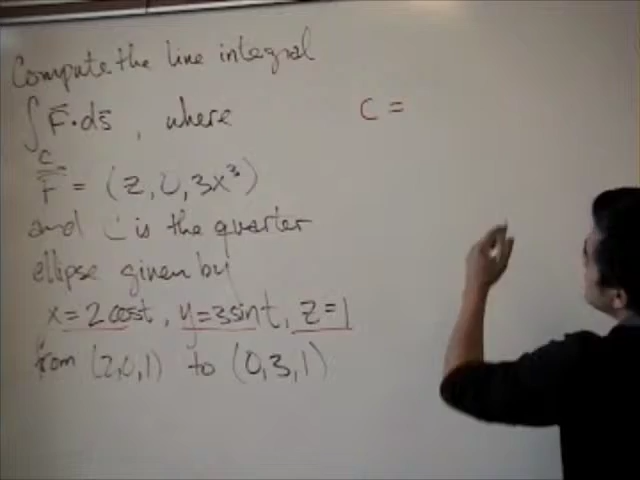 Compute the line integral
∫_C F̄·ds̄, where
F̄ = (z, 0, 3x³)
and C is the quarter
ellipse given by
x=2cost, y=3sint, z=1
from (2,0,1) to (0,3,1)
C =